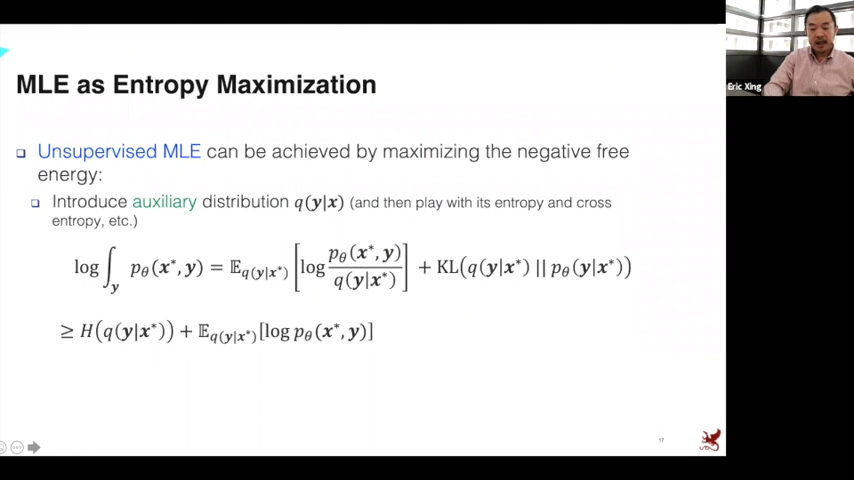 MLE as Entropy Maximization
Unsupervised MLE can be achieved by maximizing the negative free
energy:
Introduce auxiliary distribution q(y|x) (and then play with its entropy and cross
entropy, etc.)
log ∫_y p_θ(x*, y) = 𝔼_{q(y|x*)} [log p_θ(x*, y) / q(y|x*)] + KL(q(y|x*) || p_θ(y|x*))
≥ H(q(y|x*)) + 𝔼_{q(y|x*)}[log p_θ(x*, y)]
17
Eric Xing